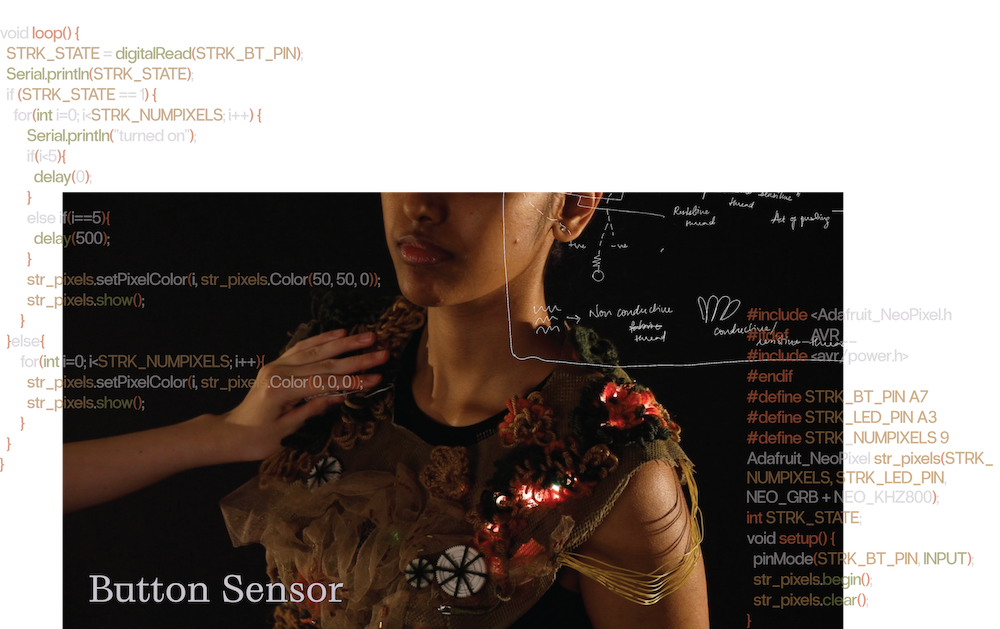 void loop() {
STRK_STATE = digitalRead(STRK_BT_PIN);
Serial.println(STRK_STATE);
if (STRK_STATE == 1) {
for(int i=0; i<STRK_NUMPIXELS; i++) {
Serial.println("turned on");
if(i<5){
delay(0);
}
else if(i==5){
delay(500);
}
str_pixels.setPixelColor(i, str_pixels.Color(50, 50, 0));
str_pixels.show();
}
}else{
for(int i=0; i<STRK_NUMPIXELS; i++){
str_pixels.setPixelColor(i, str_pixels.Color(0, 0, 0));
str_pixels.show();
}
}
}
thread
thread
Act of pushing
+ve
-ve
Non conductive
thread
conductive/
#include <Adafruit_NeoPixel.h
#ifdef __AVR__
#include <avr/power.h>
#endif
#define STRK_BT_PIN A7
#define STRK_LED_PIN A3
#define STRK_NUMPIXELS 9
Adafruit_NeoPixel str_pixels(STRK_
NUMPIXELS, STRK_LED_PIN,
NEO_GRB + NEO_KHZ800);
int STRK_STATE;
void setup() {
pinMode(STRK_BT_PIN, INPUT);
str_pixels.begin();
str_pixels.clear();
}
Button Sensor